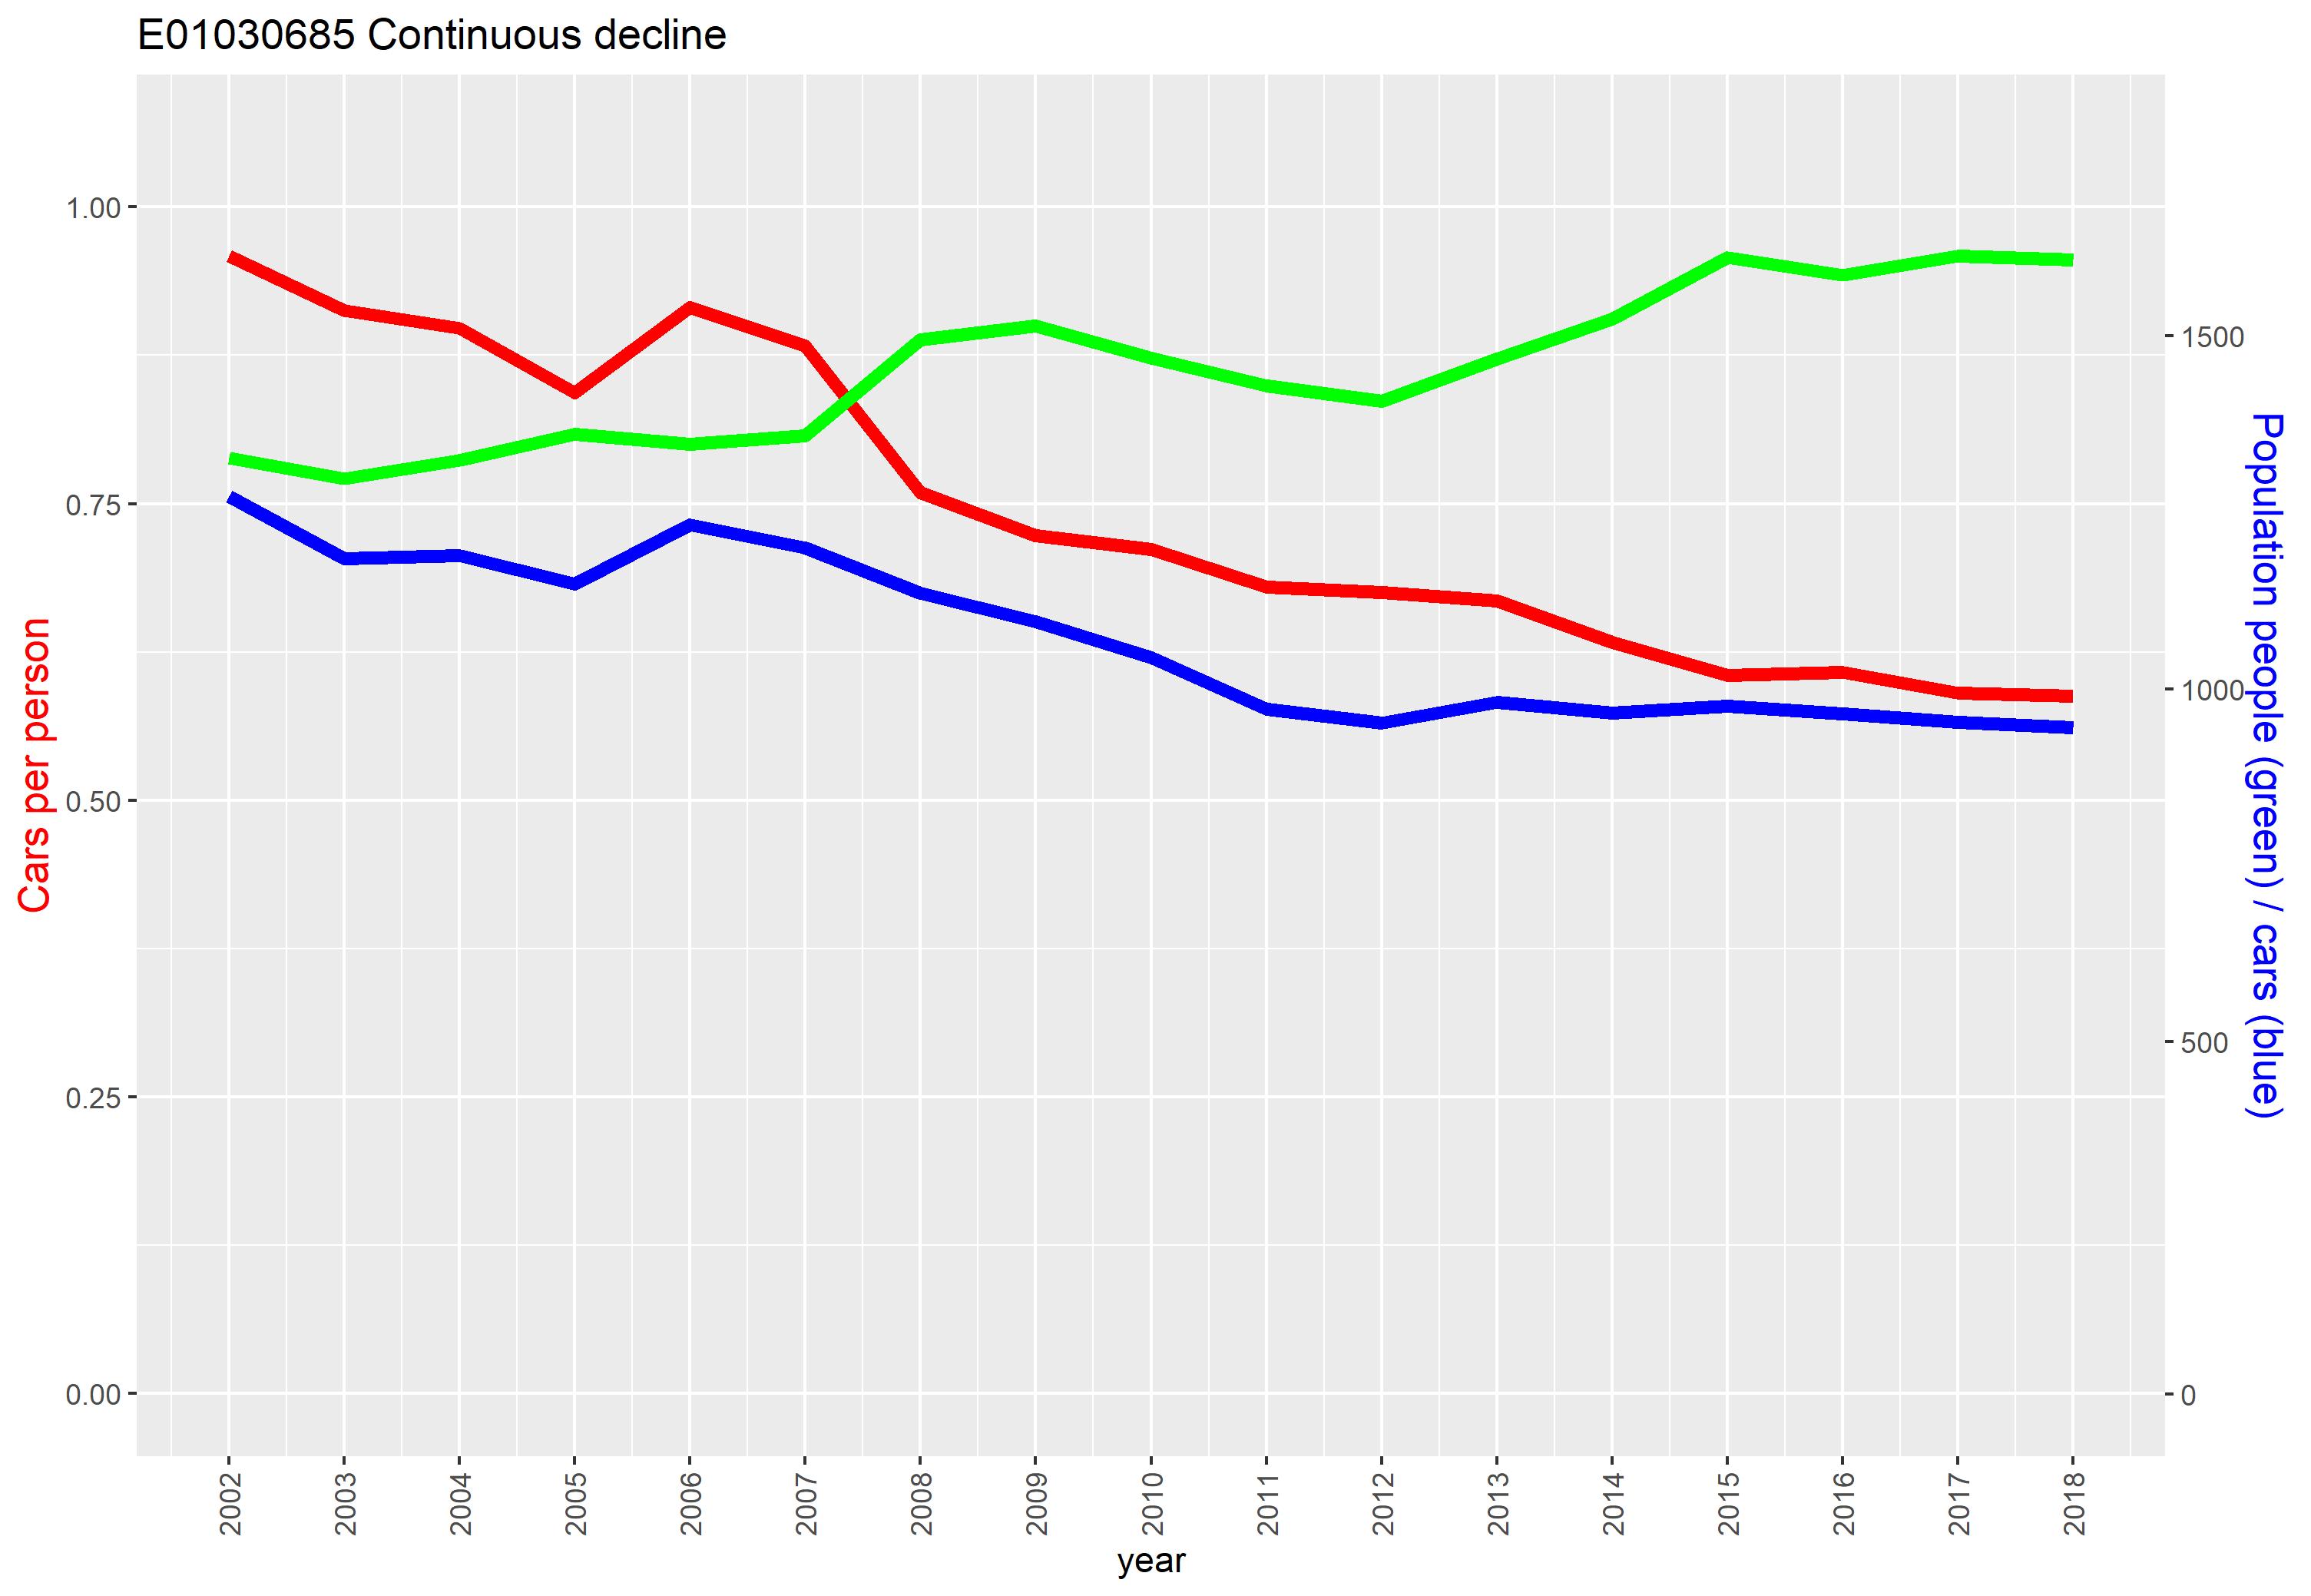 E01030685 Continuous decline
1.00
0.75
0.50
0.25
0.00
Cars per person
1500
1000
500
0
Population people (green) / cars (blue)
2002 2003 2004 2005 2006 2007 2008 2009 2010 2011 2012 2013 2014 2015 2016 2017 2018
year